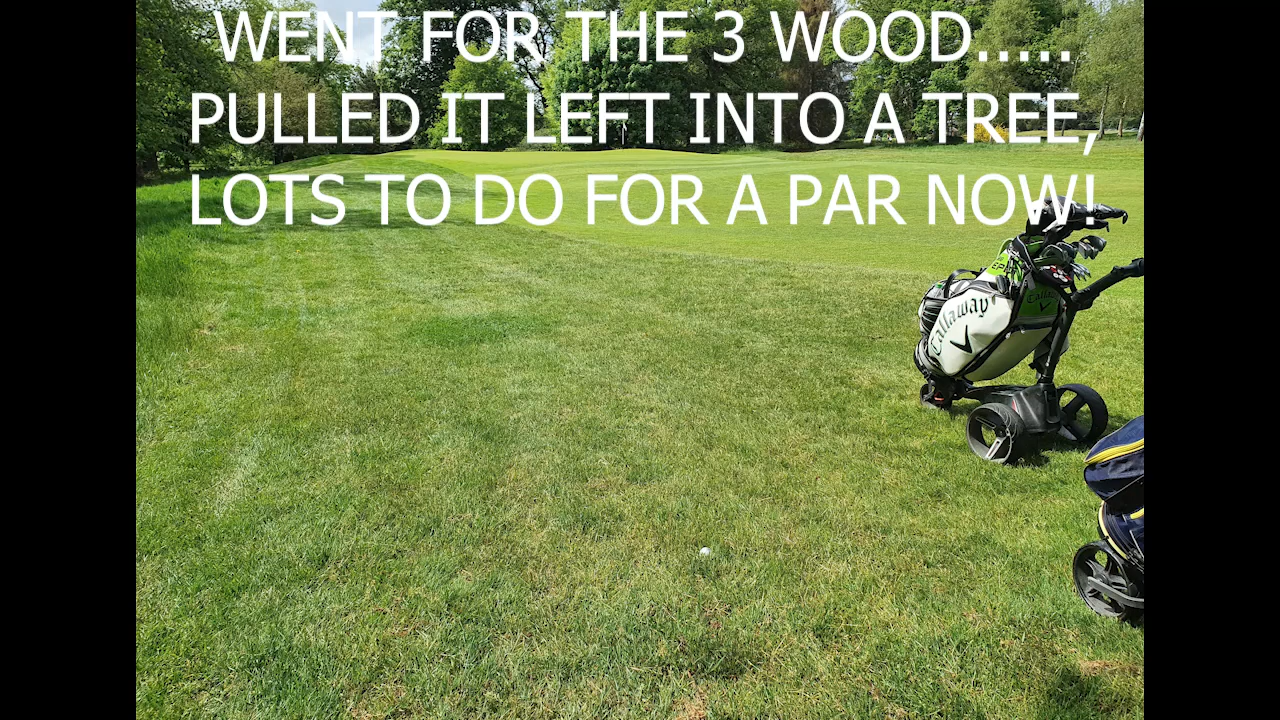 WENT FOR THE 3 WOOD.....
PULLED IT LEFT INTO A TREE,
LOTS TO DO FOR A PAR NOW!
Callaway